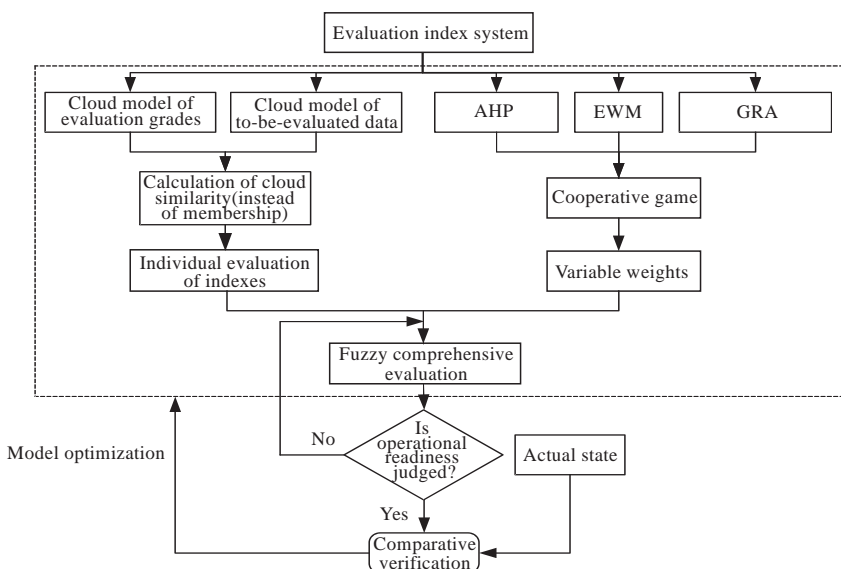 Evaluation index system
Cloud model of
evaluation grades
Cloud model of
to-be-evaluated data
AHP
EWM
GRA
Calculation of cloud
similarity(instead
of membership)
Cooperative game
Individual evaluation
of indexes
Variable weights
Fuzzy comprehensive
evaluation
Model optimization
No
Is
operational
readiness
judged?
Actual state
Yes
Comparative
verification